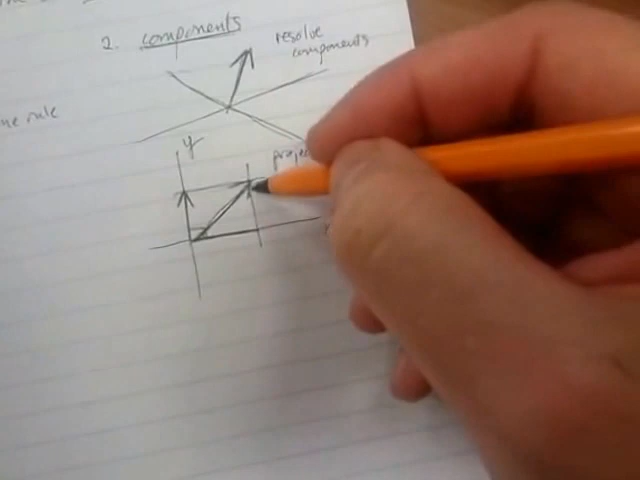 2. components
resolve
components
ne rule
y